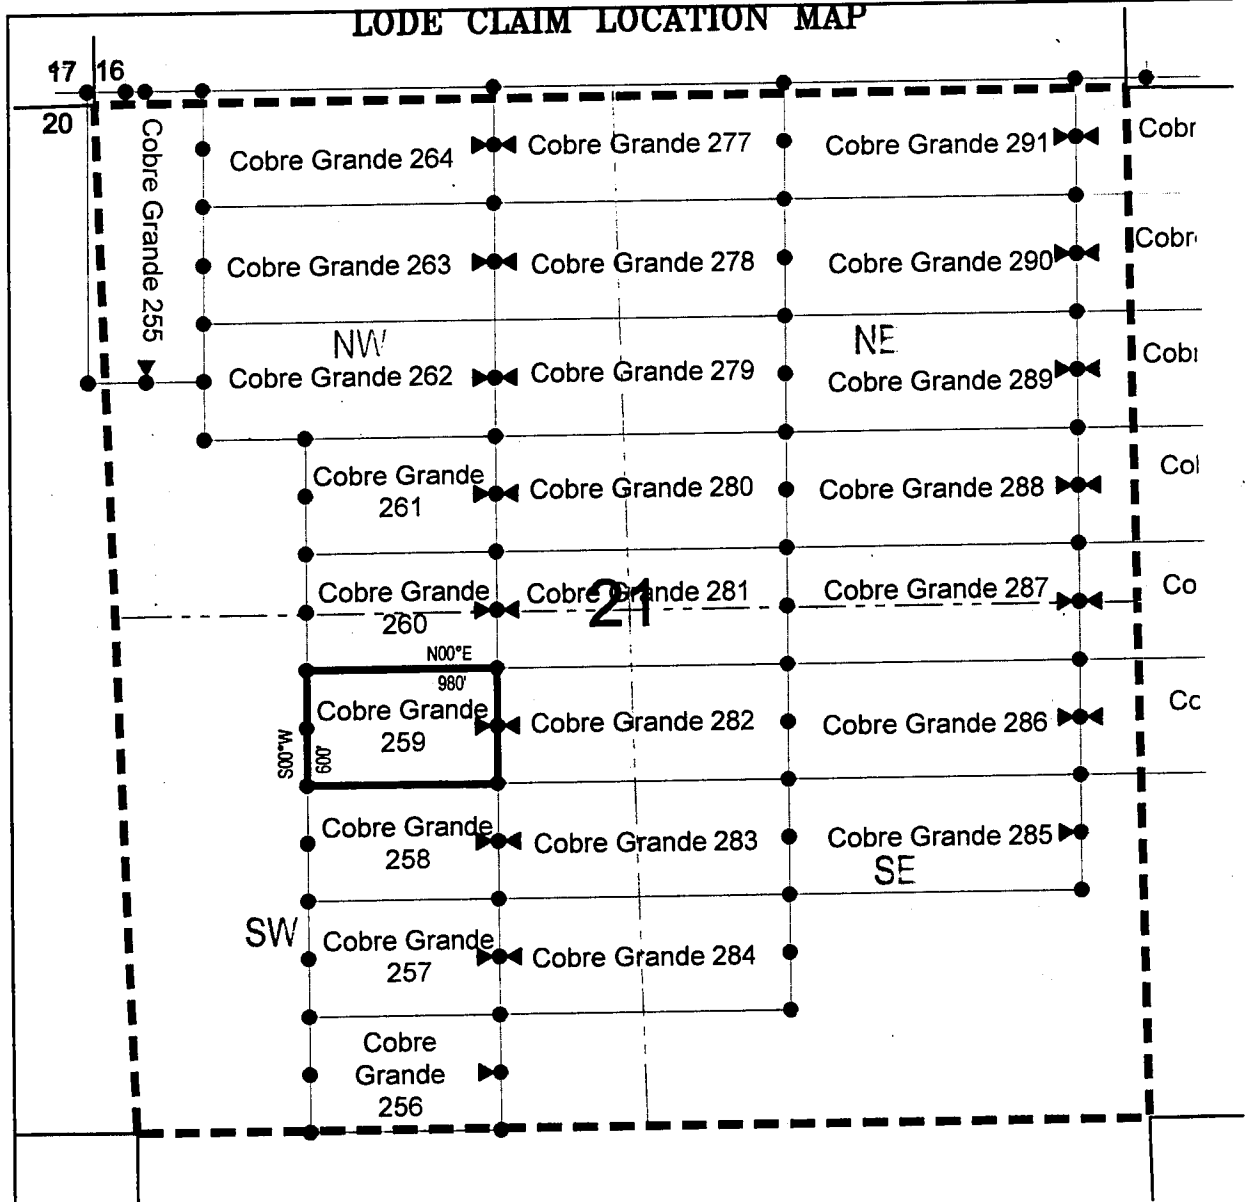 LODE CLAIM LOCATION MAP
17 16
20
Cobre Grande 255
Cobre Grande 264
Cobre Grande 277
Cobre Grande 291
Cobr
Cobre Grande 263
Cobre Grande 278
Cobre Grande 290
Cobr
NW
NE
Cobre Grande 262
Cobre Grande 279
Cobre Grande 289
Cobr
Cobre Grande
261
Cobre Grande 280
Cobre Grande 288
Col
Cobre Grande
260
Cobre Grande 281
21
Cobre Grande 287
Co
N00°E
980'
S00°W
600'
Cobre Grande
259
Cobre Grande 282
Cobre Grande 286
Co
Cobre Grande
258
Cobre Grande 283
Cobre Grande 285
SE
SW
Cobre Grande
257
Cobre Grande 284
Cobre
Grande
256